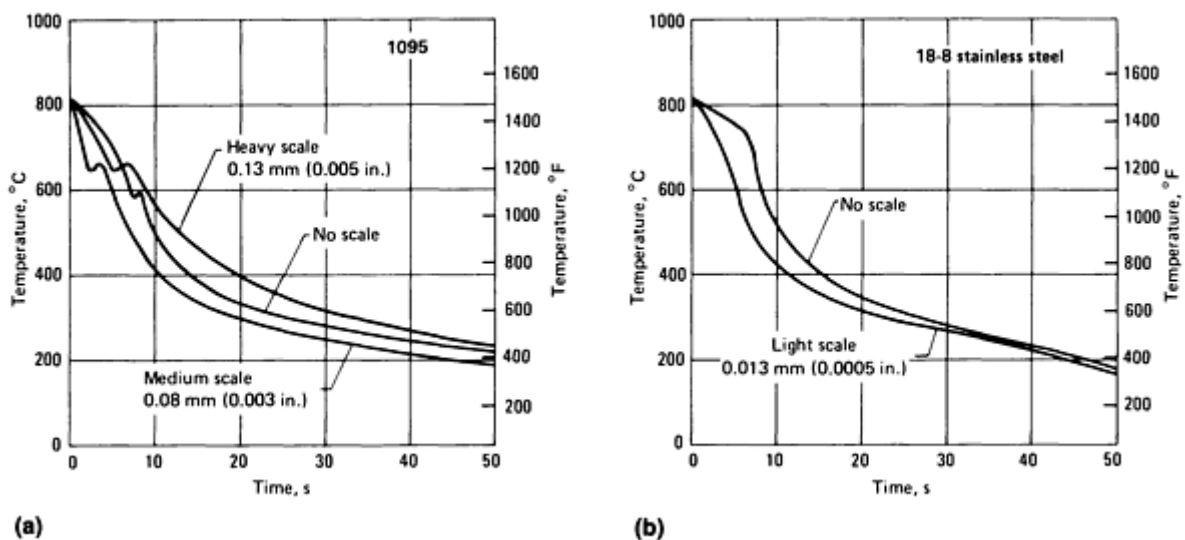 1000
800
600
400
200
0
Temperature, °C
1095
Heavy scale
0.13 mm (0.005 in.)
No scale
Medium scale
0.08 mm (0.003 in.)
1600
1400
1200
1000
800
600
400
200
Temperature, °F
0 10 20 30 40 50
Time, s
(a)
1000
800
600
400
200
0
Temperature, °C
18-8 stainless steel
No scale
Light scale
0.013 mm (0.0005 in.)
1600
1400
1200
1000
800
600
400
200
Temperature, °F
0 10 20 30 40 50
Time, s
(b)